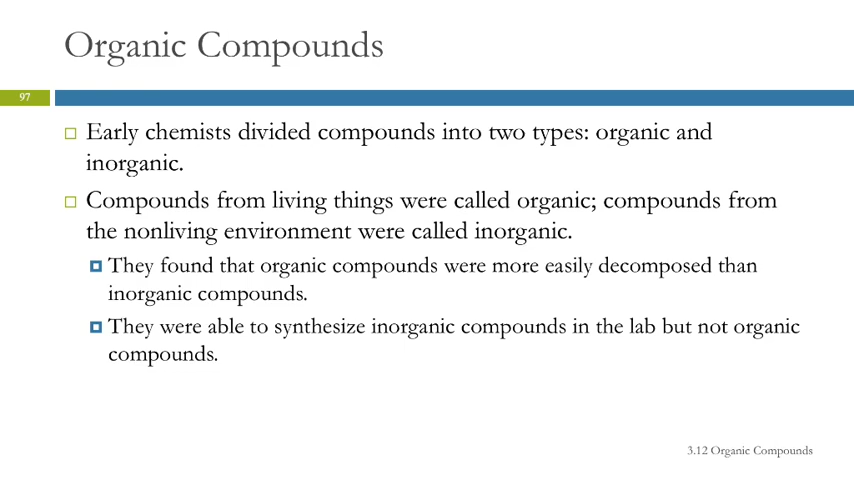 Organic Compounds
97
Early chemists divided compounds into two types: organic and
inorganic.
Compounds from living things were called organic; compounds from
the nonliving environment were called inorganic.
They found that organic compounds were more easily decomposed than
inorganic compounds.
They were able to synthesize inorganic compounds in the lab but not organic
compounds.
3.12 Organic Compounds